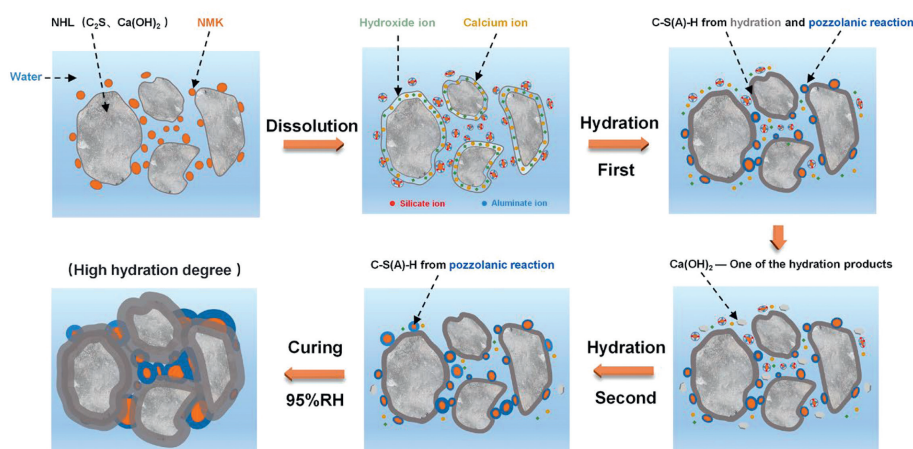 NHL (C₂S、Ca(OH)₂)
NMK
Water
Dissolution
Hydroxide ion
Calcium ion
Silicate ion
Aluminate ion
Hydration
First
C-S(A)-H from hydration and pozzolanic reaction
Ca(OH)₂ — One of the hydration products
Hydration
Second
C-S(A)-H from pozzolanic reaction
Curing
95%RH
(High hydration degree )